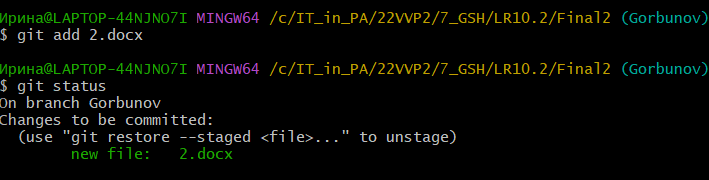 Ирина@LAPTOP-44NJNO7I MINGW64 /c/IT_in_PA/22VVP2/7_GSH/LR10.2/Final2 (Gorbunov)
$ git add 2.docx
Ирина@LAPTOP-44NJNO7I MINGW64 /c/IT_in_PA/22VVP2/7_GSH/LR10.2/Final2 (Gorbunov)
$ git status
On branch Gorbunov
Changes to be committed:
  (use "git restore --staged <file>..." to unstage)
        new file:   2.docx